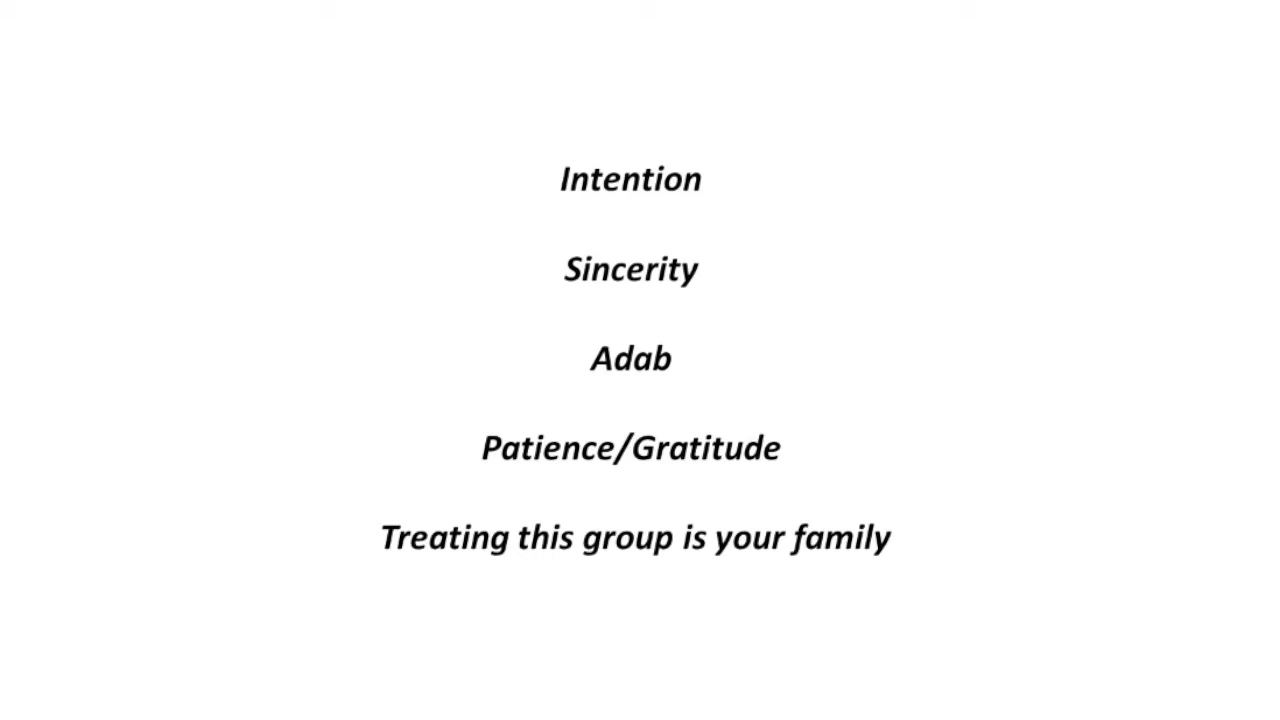 Intention
Sincerity
Adab
Patience/Gratitude
Treating this group is your family